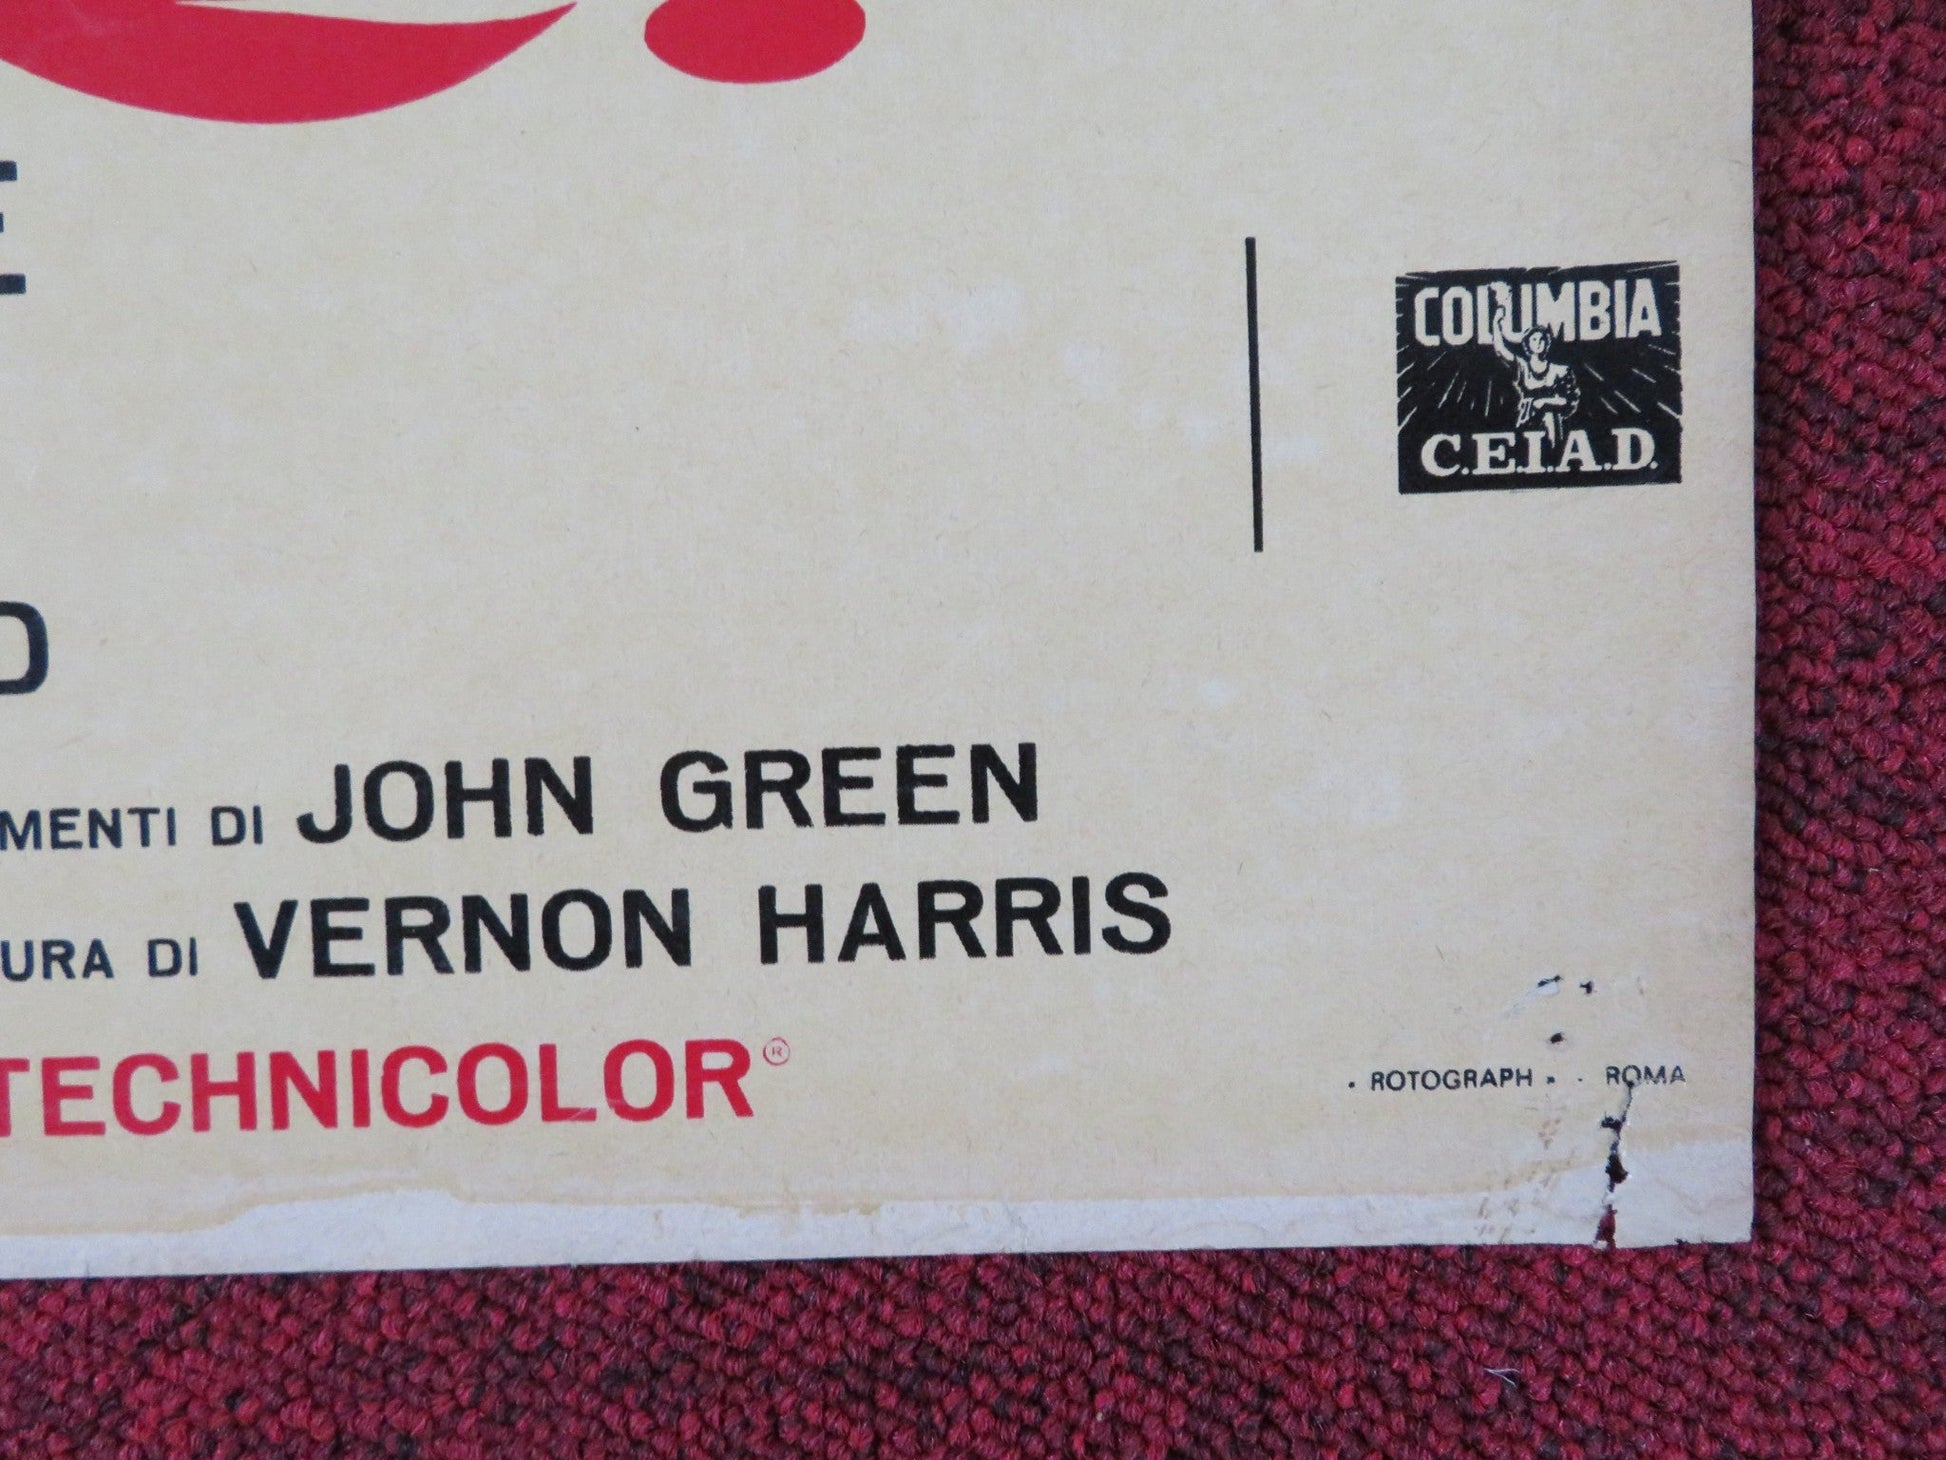 !
E
D
COLUMBIA
C.E.I.A.D.
MENTI DI JOHN GREEN
URA DI VERNON HARRIS
TECHNICOLOR®
· ROTOGRAPH · · ROMA